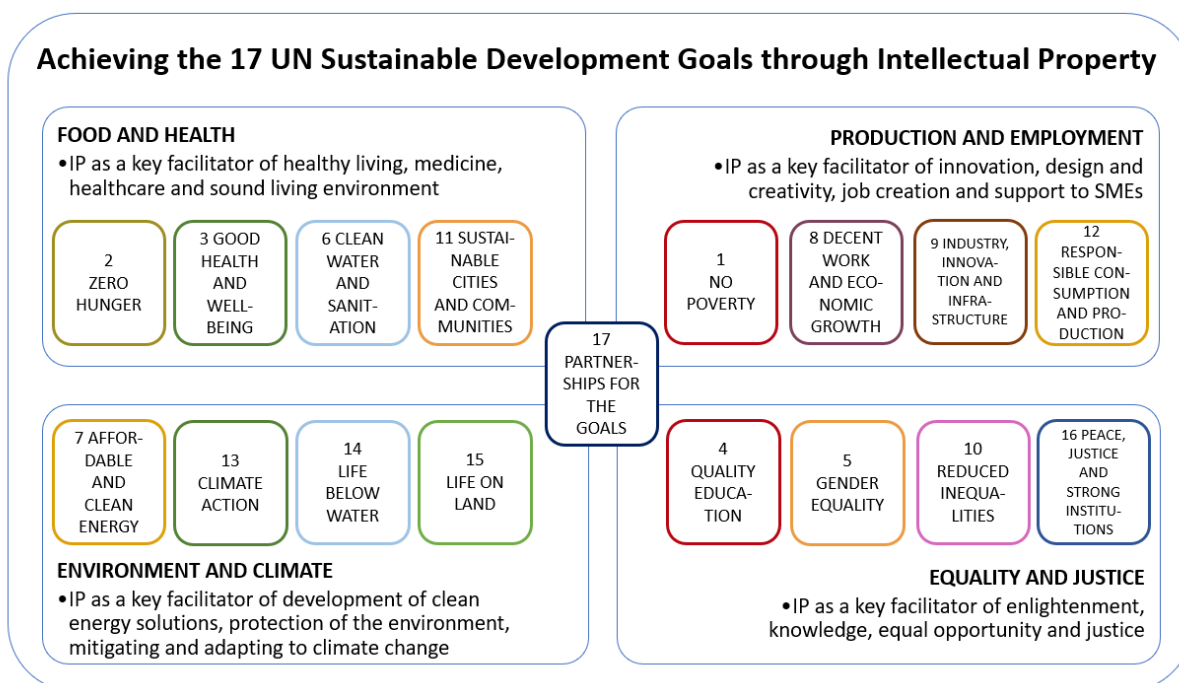 Achieving the 17 UN Sustainable Development Goals through Intellectual Property
FOOD AND HEALTH
•IP as a key facilitator of healthy living, medicine,
healthcare and sound living environment
2
ZERO
HUNGER
3 GOOD
HEALTH
AND
WELL-
BEING
6 CLEAN
WATER
AND
SANIT-
ATION
11 SUSTAI-
NABLE
CITIES
AND COM-
MUNITIES
PRODUCTION AND EMPLOYMENT
•IP as a key facilitator of innovation, design and
creativity, job creation and support to SMEs
1
NO
POVERTY
8 DECENT
WORK
AND ECO-
NOMIC
GROWTH
9 INDUSTRY,
INNOVA-
TION AND
INFRA-
STRUCTURE
12
RESPON-
SIBLE CON-
SUMPTION
AND PRO-
DUCTION
17
PARTNER-
SHIPS FOR
THE
GOALS
7 AFFOR-
DABLE
AND
CLEAN
ENERGY
13
CLIMATE
ACTION
14
LIFE
BELOW
WATER
15
LIFE ON
LAND
ENVIRONMENT AND CLIMATE
•IP as a key facilitator of development of clean
energy solutions, protection of the environment,
mitigating and adapting to climate change
4
QUALITY
EDUCA-
TION
5
GENDER
EQUALITY
10
REDUCED
INEQUA-
LITIES
16 PEACE,
JUSTICE
AND
STRONG
INSTITU-
TIONS
EQUALITY AND JUSTICE
•IP as a key facilitator of enlightenment,
knowledge, equal opportunity and justice